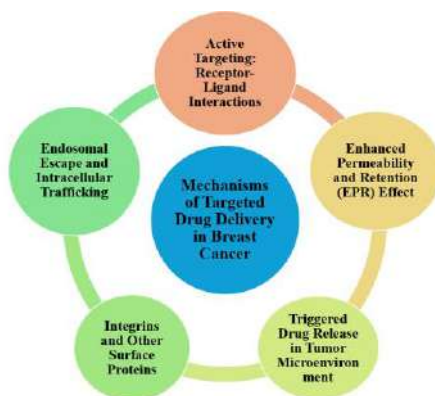 Active
Targeting:
Receptor-
Ligand
Interactions
Enhanced
Permeability
and Retention
(EPR) Effect
Triggered
Drug Release
in Tumor
Microenviron
ment
Integrins
and Other
Surface
Proteins
Endosomal
Escape and
Intracellular
Trafficking
Mechanisms
of Targeted
Drug Delivery
in Breast
Cancer